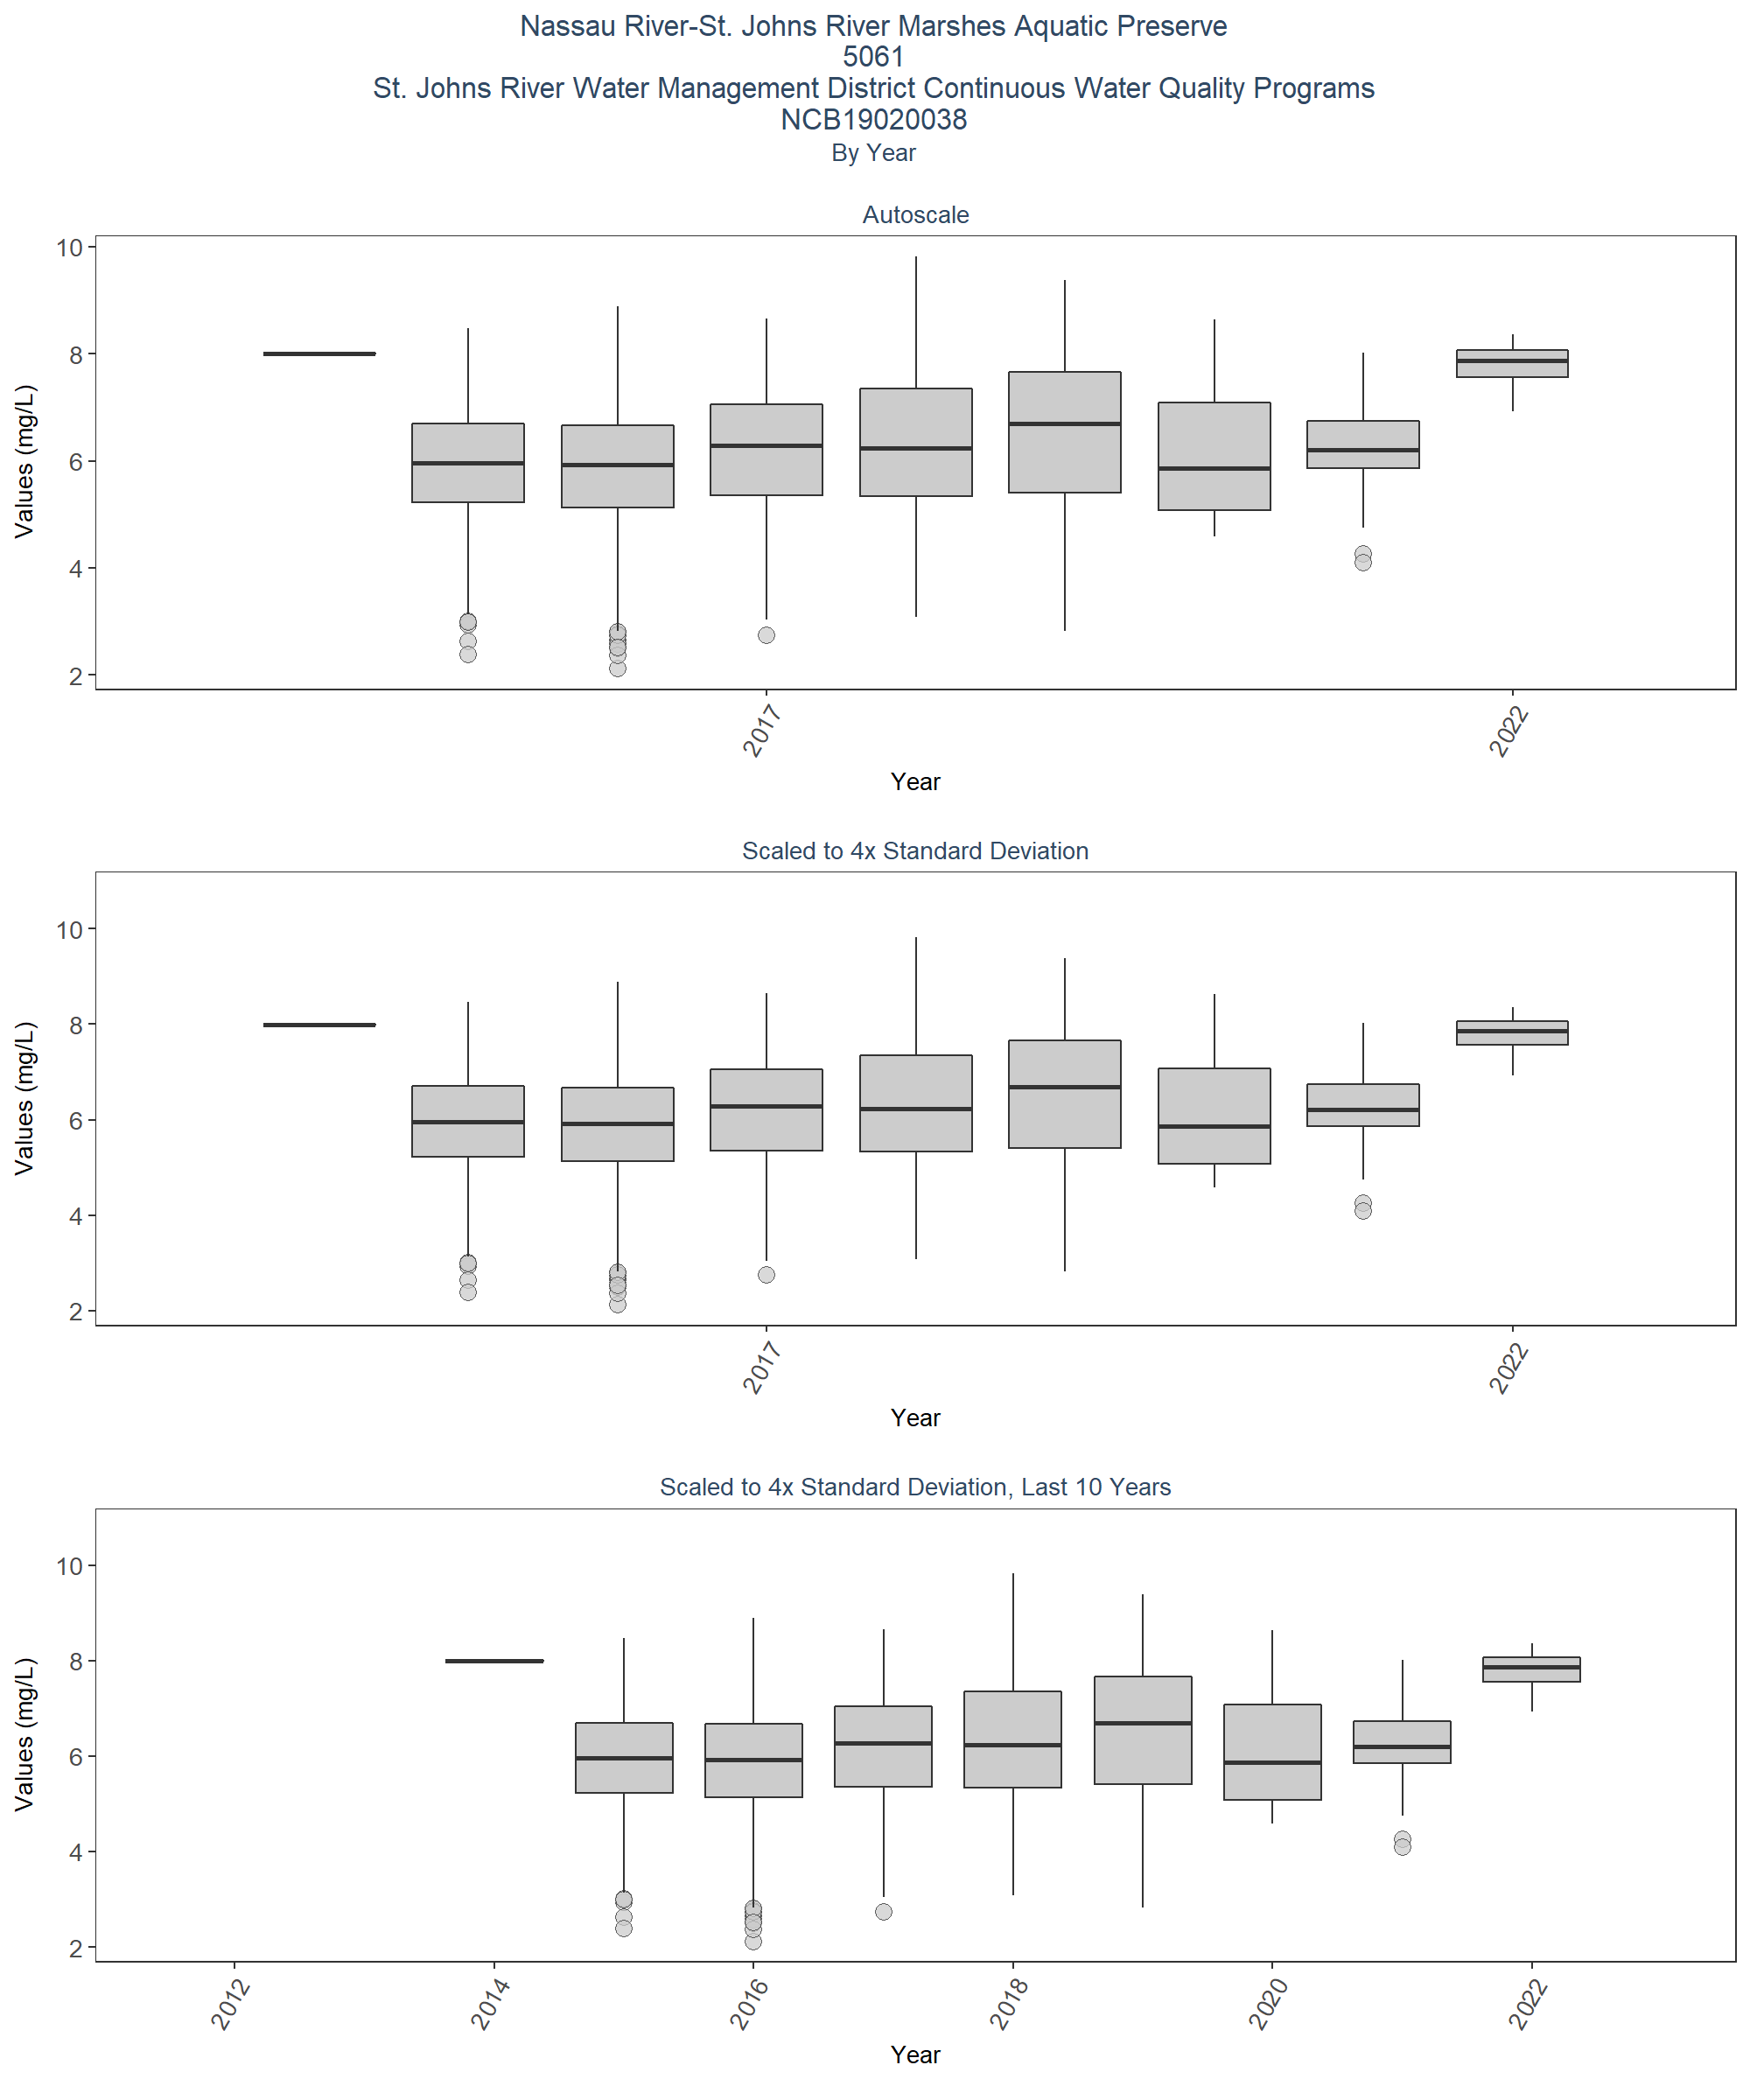 Nassau River-St. Johns River Marshes Aquatic Preserve
5061
St. Johns River Water Management District Continuous Water Quality Programs
NCB19020038
By Year
Autoscale
Values (mg/L)
10
8
6
4
2
2017
2022
Year
Scaled to 4x Standard Deviation
Values (mg/L)
10
8
6
4
2
2017
2022
Year
Scaled to 4x Standard Deviation, Last 10 Years
Values (mg/L)
10
8
6
4
2
2012
2014
2016
2018
2020
2022
Year